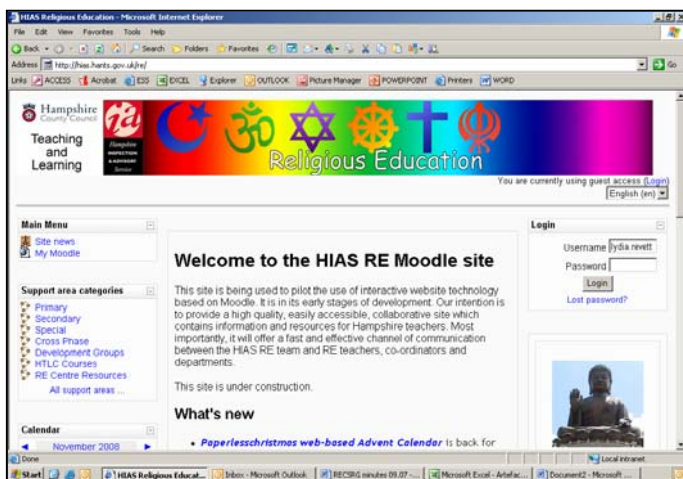 HIAS Religious Education - Microsoft Internet Explorer
File Edit View Favorites Tools Help
Back Search Folders Favorites
Address http://hias.hants.gov.uk/re/ Go
Links ACCESS Acrobat ESS EXCEL Explorer OUTLOOK Picture Manager POWERPOINT Printers WORD
Hampshire
County Council
Teaching
and
Learning
Hampshire
INSPECTION
& ADVISORY
Service
Religious Education
You are currently using guest access (Login)
English (en)
Main Menu
Site news
My Moodle
Support area categories
Primary
Secondary
Special
Cross Phase
Development Groups
HTLC Courses
RE Centre Resources
All support areas ...
Calendar
November 2008
Welcome to the HIAS RE Moodle site
This site is being used to pilot the use of interactive website technology
based on Moodle. It is in its early stages of development. Our intention is
to provide a high quality, easily accessible, collaborative site which
contains information and resources for Hampshire teachers. Most
importantly, it will offer a fast and effective channel of communication
between the HIAS RE team and RE teachers, co-ordinators and
departments.
This site is under construction.
What's new
Paperlesschristmas web-based Advent Calendar is back for
Login
Username lydia revett
Password
Login
Lost password?
Done Local intranet
Start HIAS Religious Educat... Inbox - Microsoft Outlook RECSRIG minutes 09.07 -... Microsoft Excel - Artefac... Document2 - Microsoft ...